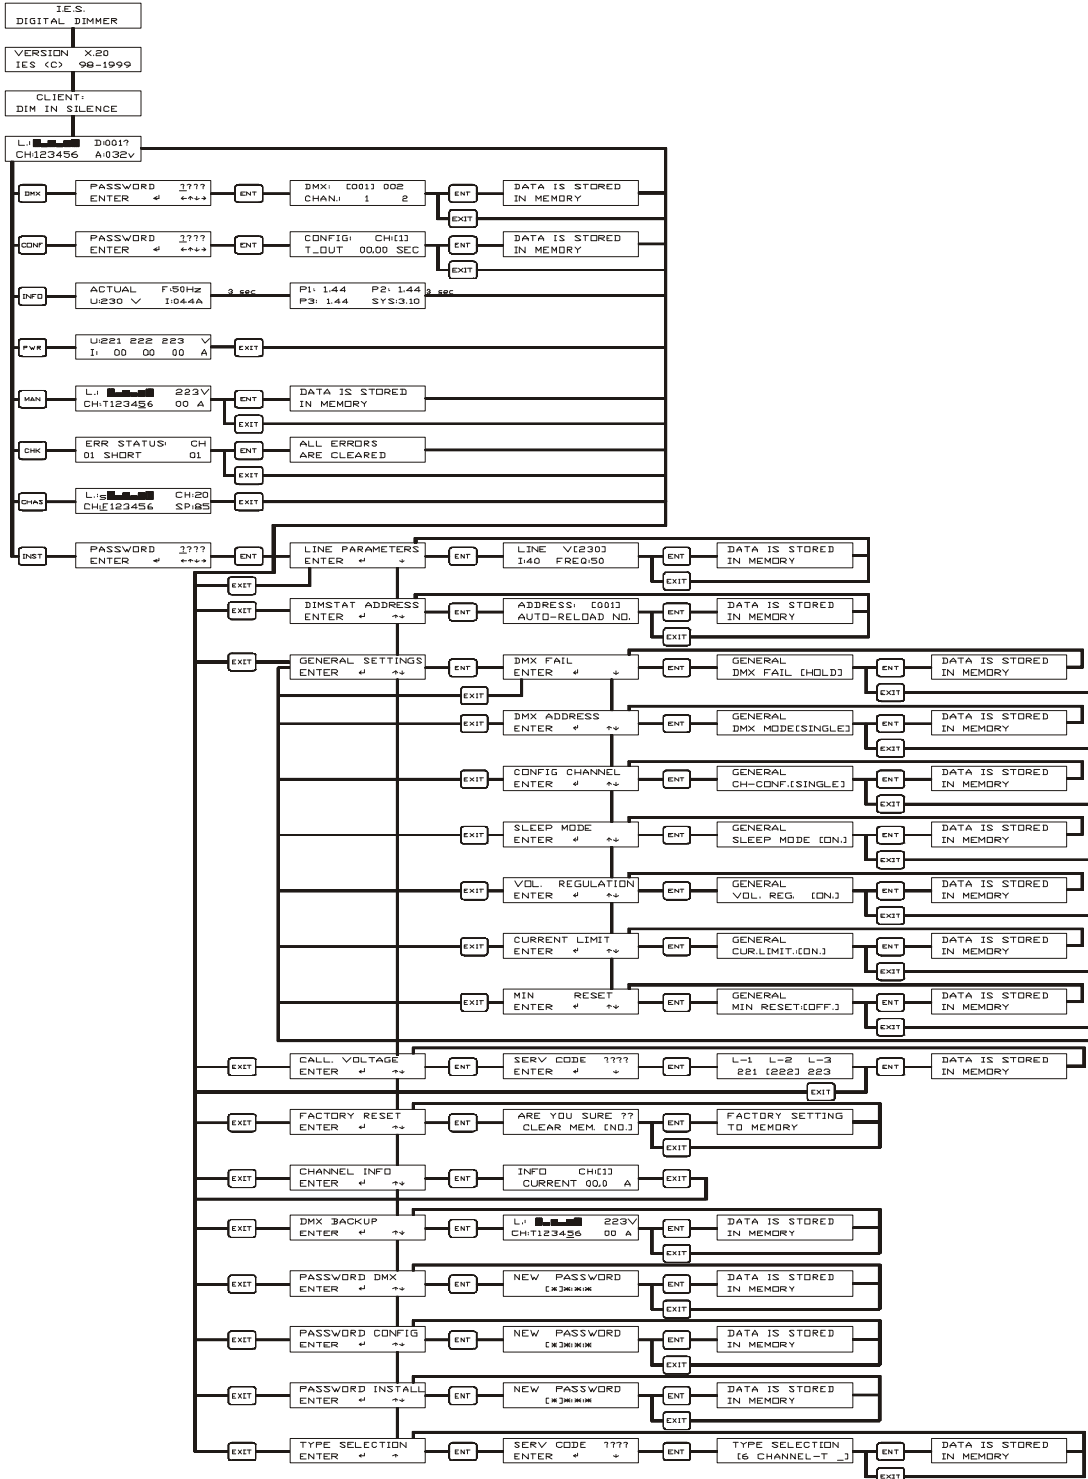 I.E.S.
DIGITAL DIMMER
VERSION X.20
IES (C) 98-1999
CLIENT:
DIM IN SILENCE
L.: D:001?
CH:123456 A:032v
DMX PASSWORD ???? ENT DMX: [001] 002 ENT DATA IS STORED
ENTER ↵ ←↑↓→ CHAN.: 1 2 IN MEMORY
EXIT
CONF PASSWORD ???? ENT CONFIG: CH:[1] ENT DATA IS STORED
ENTER ↵ ←↑↓→ T_OUT 00.00 SEC IN MEMORY
EXIT
INFO ACTUAL F:50Hz 3 sec P1: 1.44 P2: 1.44 3 sec
U:230 V I:044A P3: 1.44 SYS:3.10
PWR U:221 222 223 V EXIT
I: 00 00 00 A
MAN L.: 223V ENT DATA IS STORED
CH:T123456 00 A IN MEMORY
EXIT
CHK ERR STATUS: CH ENT ALL ERRORS
01 SHORT 01 ARE CLEARED
EXIT
CHAS L.:S CH:20 EXIT
CH:E123456 SP:85
INST PASSWORD ???? ENT LINE PARAMETERS ENT LINE V[230] ENT DATA IS STORED
ENTER ↵ ←↑↓→ ENTER ↵ ↓ I:40 FREQ:50 IN MEMORY
EXIT EXIT
EXIT DIMSTAT ADDRESS ENT ADDRESS: [001] ENT DATA IS STORED
ENTER ↵ ↑↓ AUTO-RELOAD NO. IN MEMORY
EXIT
EXIT GENERAL SETTINGS ENT DMX FAIL ENT GENERAL ENT DATA IS STORED
ENTER ↵ ↑↓ ENTER ↵ ↓ DMX FAIL [HOLD] IN MEMORY
EXIT EXIT
EXIT DMX ADDRESS ENT GENERAL ENT DATA IS STORED
ENTER ↵ ↑↓ DMX MODE[SINGLE] IN MEMORY
EXIT
EXIT CONFIG CHANNEL ENT GENERAL ENT DATA IS STORED
ENTER ↵ ↑↓ CH-CONF.[SINGLE] IN MEMORY
EXIT
EXIT SLEEP MODE ENT GENERAL ENT DATA IS STORED
ENTER ↵ ↑↓ SLEEP MODE [ON.] IN MEMORY
EXIT
EXIT VOL. REGULATION ENT GENERAL ENT DATA IS STORED
ENTER ↵ ↑↓ VOL. REG. [ON.] IN MEMORY
EXIT
EXIT CURRENT LIMIT ENT GENERAL ENT DATA IS STORED
ENTER ↵ ↑↓ CUR.LIMIT.:[ON.] IN MEMORY
EXIT
EXIT MIN RESET ENT GENERAL ENT DATA IS STORED
ENTER ↵ ↑↓ MIN RESET:[OFF.] IN MEMORY
EXIT
EXIT CALL. VOLTAGE ENT SERV CODE ???? ENT L-1 L-2 L-3 ENT DATA IS STORED
ENTER ↵ ↑↓ ENTER ↵ ↓ 221 [222] 223 IN MEMORY
EXIT
EXIT FACTORY RESET ENT ARE YOU SURE ?? ENT FACTORY SETTING
ENTER ↵ ↑↓ CLEAR MEM. [NO.] TO MEMORY
EXIT
EXIT CHANNEL INFO ENT INFO CH:[1] EXIT
ENTER ↵ ↑↓ CURRENT 00.0 A
EXIT DMX BACKUP ENT L.: 223V ENT DATA IS STORED
ENTER ↵ ↑↓ CH:T123456 00 A IN MEMORY
EXIT
EXIT PASSWORD DMX ENT NEW PASSWORD ENT DATA IS STORED
ENTER ↵ ↑↓ [*]*:*:* IN MEMORY
EXIT
EXIT PASSWORD CONFIG ENT NEW PASSWORD ENT DATA IS STORED
ENTER ↵ ↑↓ [*]*:*:* IN MEMORY
EXIT
EXIT PASSWORD INSTALL ENT NEW PASSWORD ENT DATA IS STORED
ENTER ↵ ↑↓ [*]*:*:* IN MEMORY
EXIT
EXIT TYPE SELECTION ENT SERV CODE ???? ENT TYPE SELECTION ENT DATA IS STORED
ENTER ↵ ↑↓ ENTER ↵ ↓ [6 CHANNEL-T _] IN MEMORY
EXIT